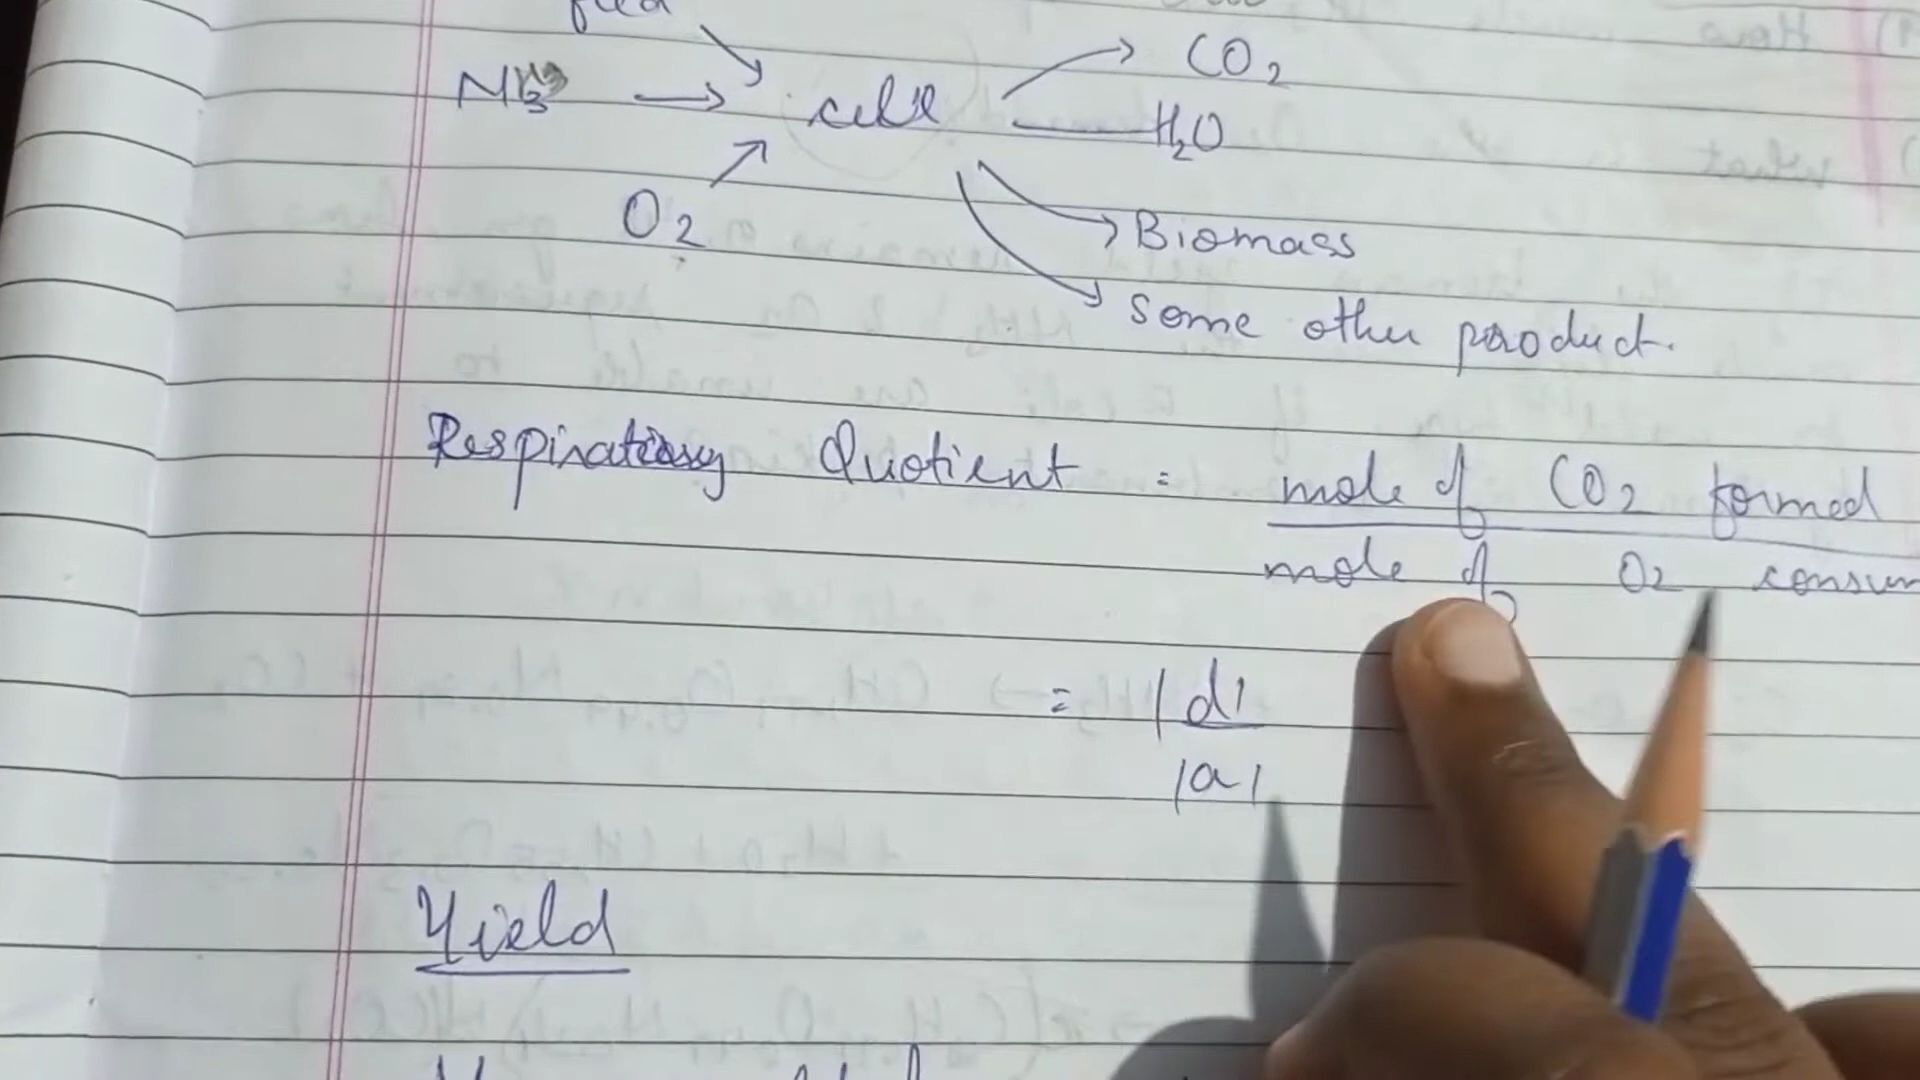 feed
NH3 → cell → CO2
H2O
O2
Biomass
Some other product.
Respiratory Quotient = mole of CO2 formed
mole of O2 consum
= |d|
|a|
Yield